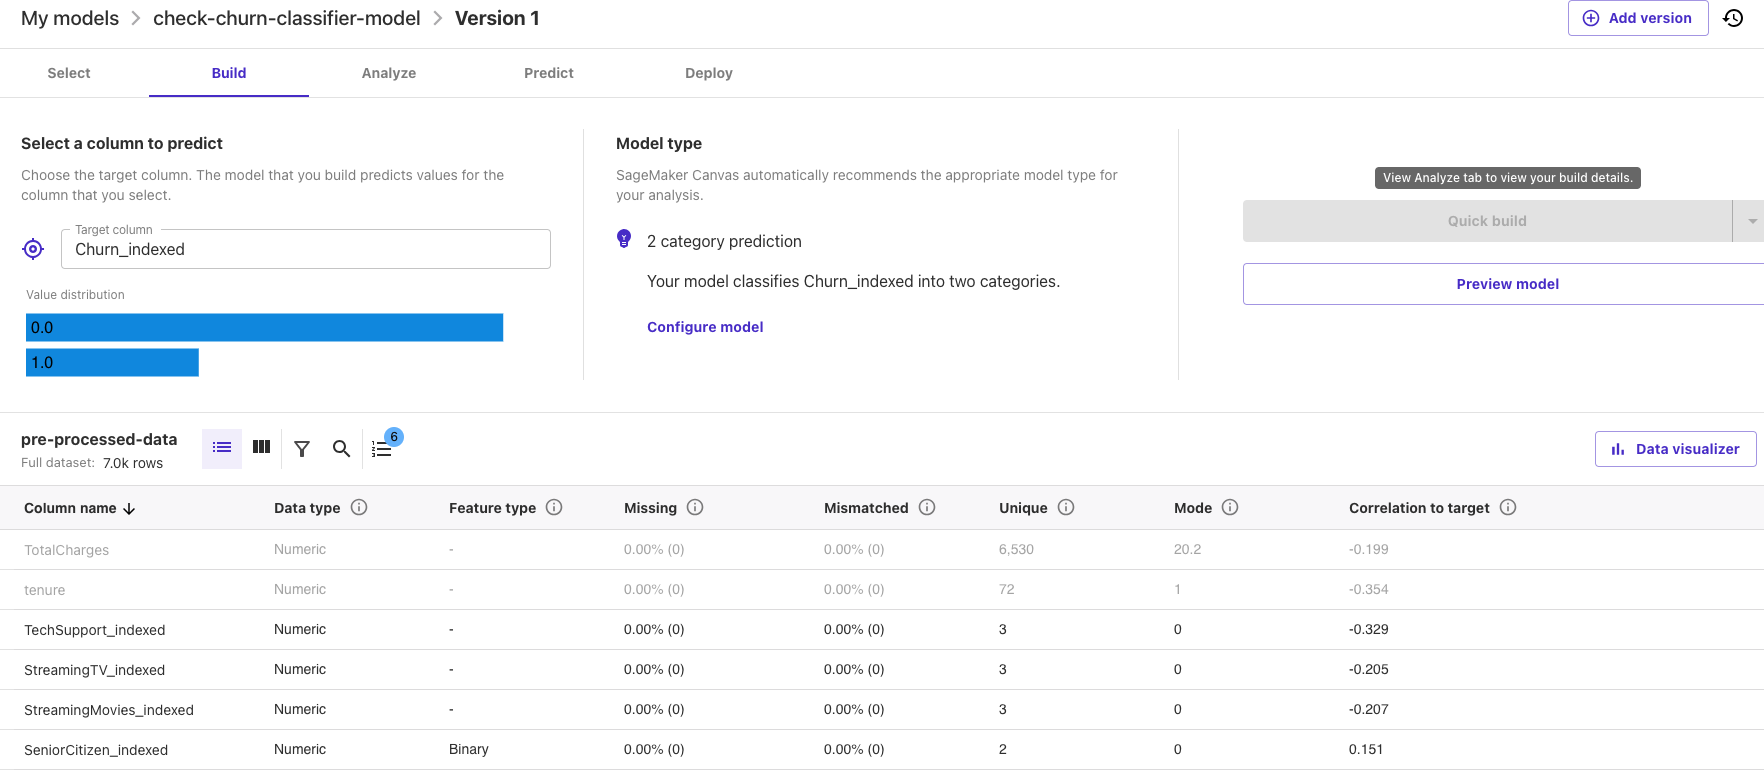 My models > check-churn-classifier-model > Version 1
Add version
Select Build Analyze Predict Deploy
Select a column to predict
Choose the target column. The model that you build predicts values for the
column that you select.
Target column
Churn_indexed
Value distribution
0.0
1.0
Model type
SageMaker Canvas automatically recommends the appropriate model type for
your analysis.
2 category prediction
Your model classifies Churn_indexed into two categories.
Configure model
View Analyze tab to view your build details.
Quick build
Preview model
pre-processed-data
Full dataset: 7.0k rows
6
Data visualizer
Column name Data type Feature type Missing Mismatched Unique Mode Correlation to target
TotalCharges Numeric - 0.00% (0) 0.00% (0) 6,530 20.2 -0.199
tenure Numeric - 0.00% (0) 0.00% (0) 72 1 -0.354
TechSupport_indexed Numeric - 0.00% (0) 0.00% (0) 3 0 -0.329
StreamingTV_indexed Numeric - 0.00% (0) 0.00% (0) 3 0 -0.205
StreamingMovies_indexed Numeric - 0.00% (0) 0.00% (0) 3 0 -0.207
SeniorCitizen_indexed Numeric Binary 0.00% (0) 0.00% (0) 2 0 0.151